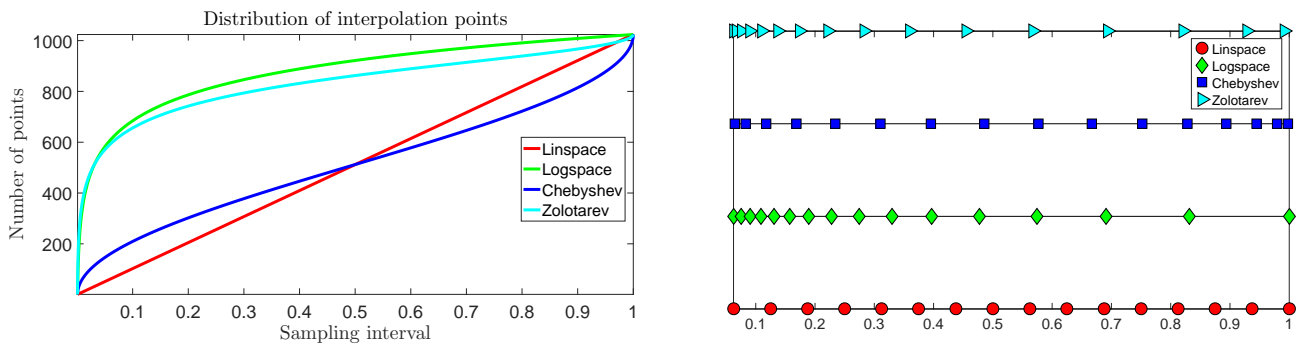 Distribution of interpolation points
Number of points
1000
800
600
400
200
Linspace
Logspace
Chebyshev
Zolotarev
0.1 0.2 0.3 0.4 0.5 0.6 0.7 0.8 0.9 1
Sampling interval
Linspace
Logspace
Chebyshev
Zolotarev
0.1 0.2 0.3 0.4 0.5 0.6 0.7 0.8 0.9 1